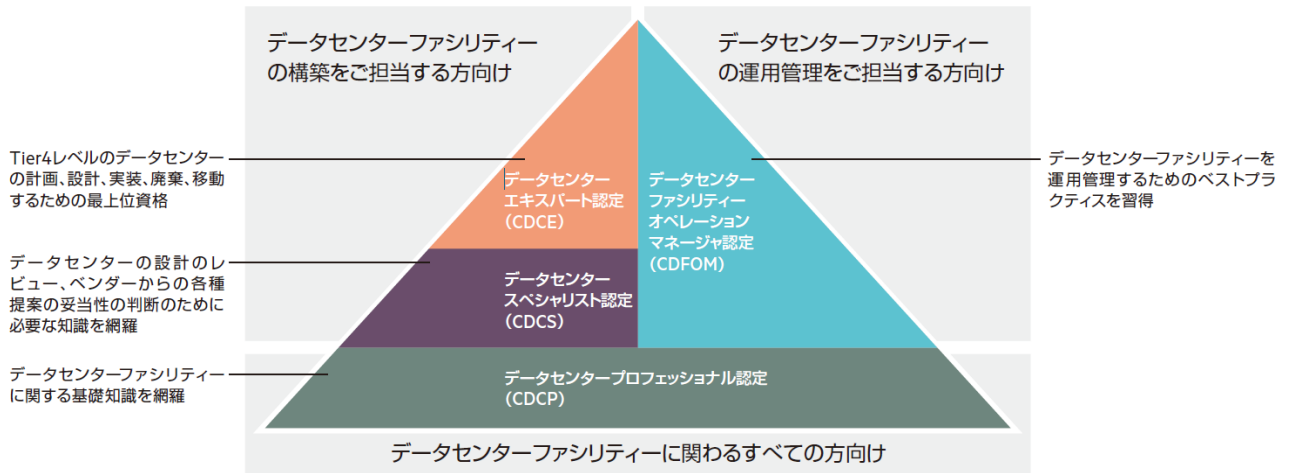 データセンターファシリティー
の構築をご担当する方向け
データセンターファシリティー
の運用管理をご担当する方向け
Tier4レベルのデータセンター
の計画、設計、実装、廃棄、移動
するための最上位資格
データセンター
エキスパート認定
(CDCE)
データセンター
ファシリティー
オペレーション
マネージャ認定
(CDFOM)
データセンターファシリティーを
運用管理するためのベストプラ
クティスを習得
データセンターの設計のレ
ビュー、ベンダーからの各種
提案の妥当性の判断のために
必要な知識を網羅
データセンター
スペシャリスト認定
(CDCS)
データセンターファシリティー
に関する基礎知識を網羅
データセンタープロフェッショナル認定
(CDCP)
データセンターファシリティーに関わるすべての方向け